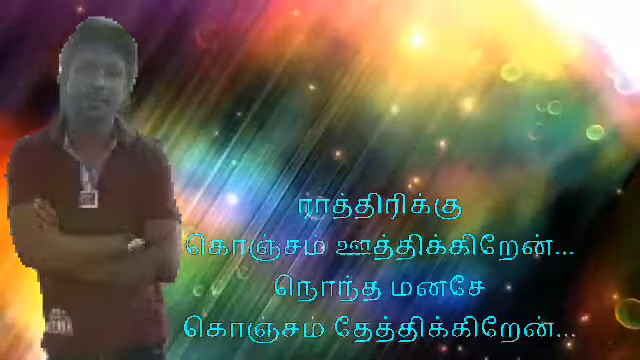 ராத்திரிக்கு
கொஞ்சம் ஊத்திக்கிறேன்...
நொந்த மனசே
கொஞ்சம் தேத்திக்கிறேன்...